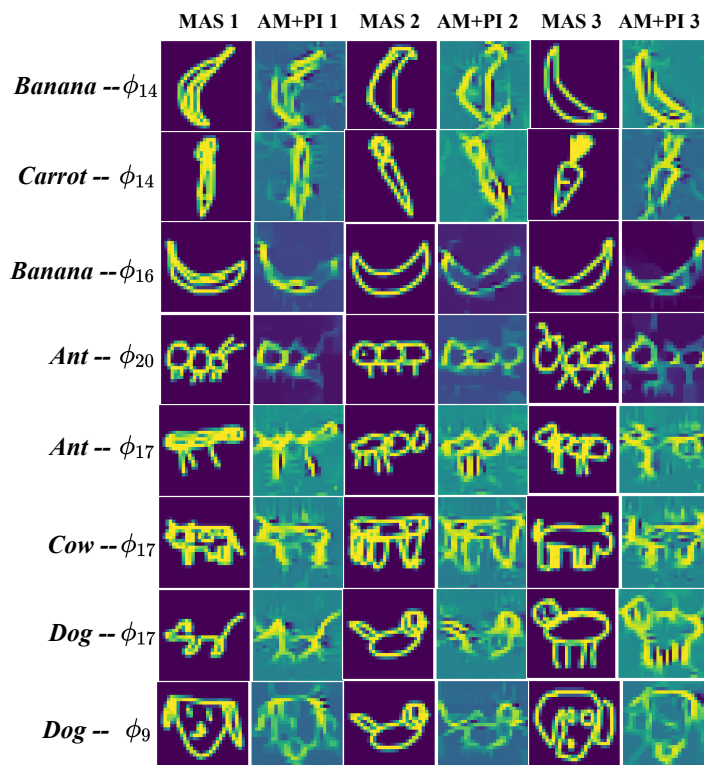 MAS 1 AM+PI 1 MAS 2 AM+PI 2 MAS 3 AM+PI 3
Banana -- ϕ14
Carrot -- ϕ14
Banana -- ϕ16
Ant -- ϕ20
Ant -- ϕ17
Cow -- ϕ17
Dog -- ϕ17
Dog -- ϕ9